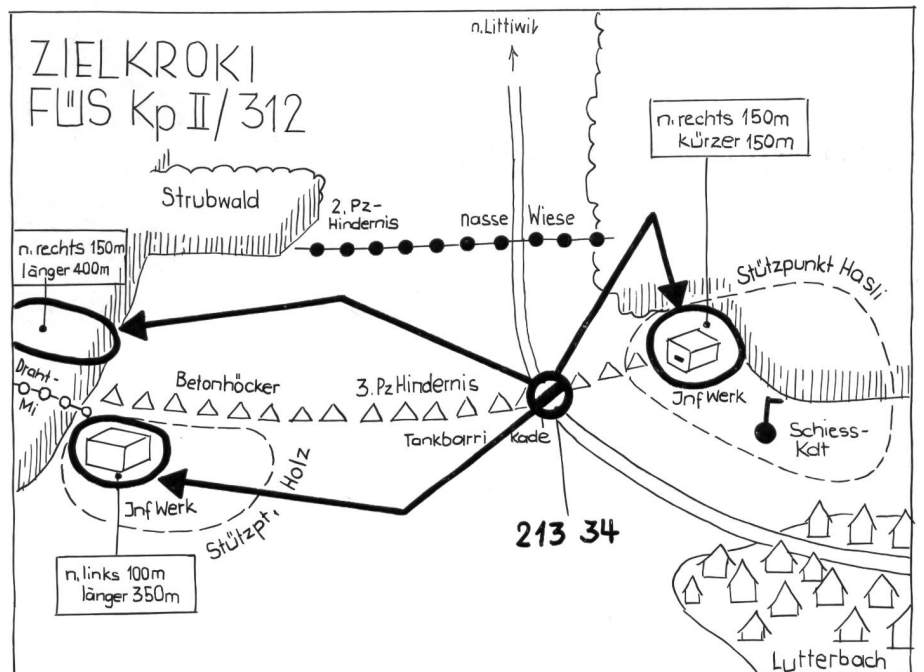 n. Littiwil
ZIELKROKI
FÜS Kp II/312
n. rechts 150m
kürzer 150m
Strubwald
2. Pz-
Hindernis
nasse Wiese
n. rechts 150m
länger 400m
Stützpunkt Hasli
Draht-
Mi
Betonhöcker
3. Pz Hindernis
Jnf Werk
Tankbarri kade
Schiess-
Kdt
Jnf Werk
Stützpt, Holz
213 34
n. links 100m
länger 350m
Lutterbach